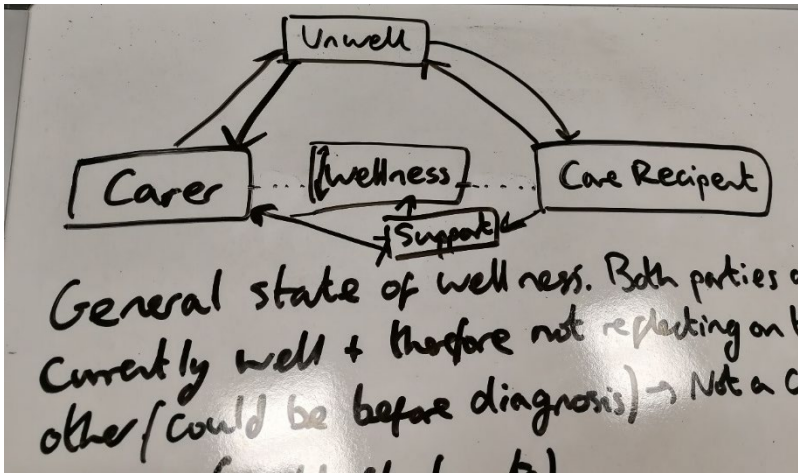 Unwell
Carer
↕wellness
Care Recipent
+Support
General state of wellness. Both parties
Currently well + therefore not reflecting on
other (could be before diagnosis) → Not a